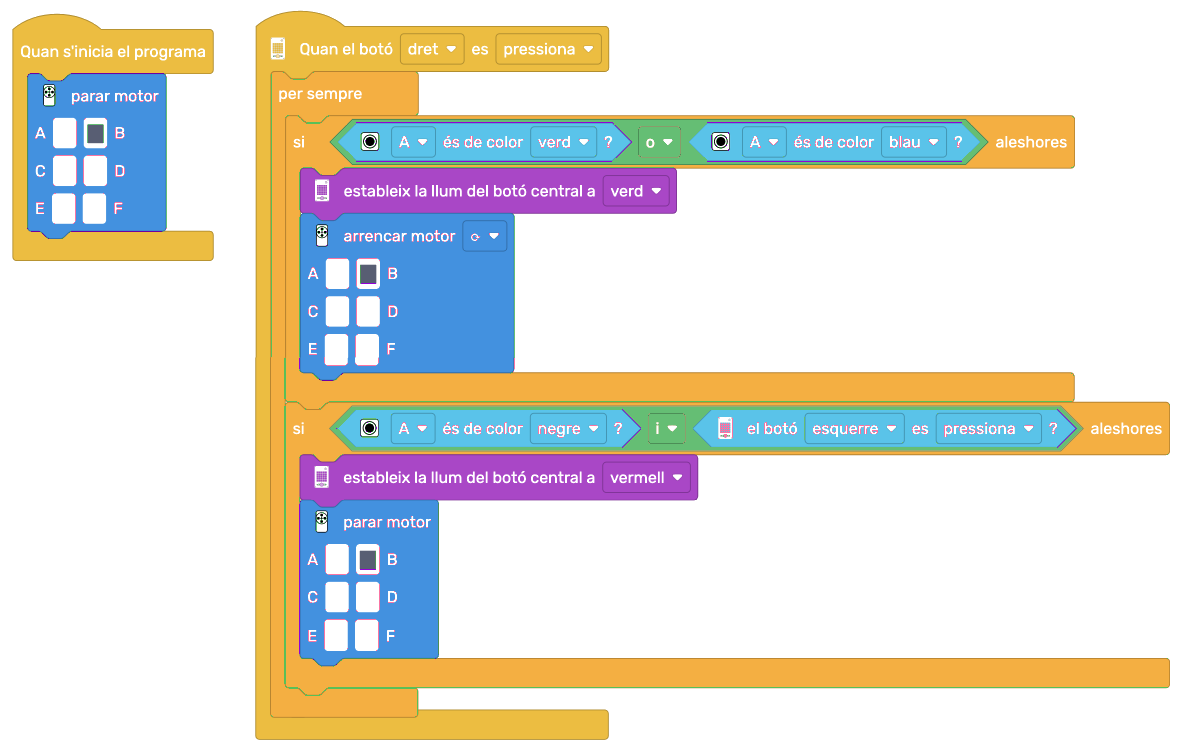 Quan s'inicia el programa
parar motor
A B
C D
E F
Quan el botó dret es pressiona
per sempre
si A és de color verd ? o A és de color blau ? aleshores
estableix la llum del botó central a verd
arrencar motor
A B
C D
E F
si A és de color negre ? i el botó esquerre es pressiona ? aleshores
estableix la llum del botó central a vermell
parar motor
A B
C D
E F